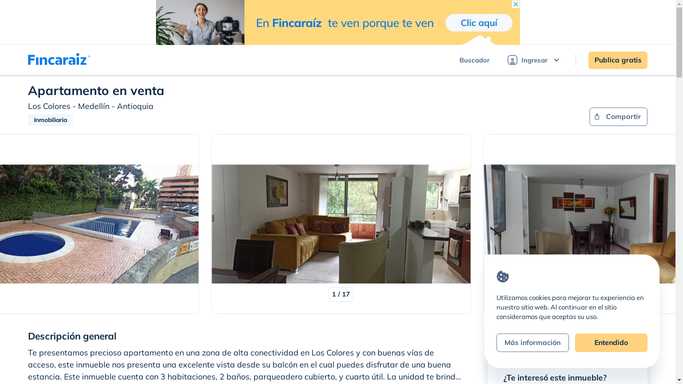 En Fincaraíz te ven porque te ven
Clic aquí
Fincaraíz
Buscador
Ingresar
Publica gratis
Apartamento en venta
Los Colores - Medellín - Antioquia
Inmobiliaria
Compartir
1 / 17
Utilizamos cookies para mejorar tu experiencia en
nuestro sitio web. Al continuar en el sitio
consideramos que aceptas su uso.
Más información
Entendido
Descripción general
Te presentamos precioso apartamento en una zona de alta conectividad en Los Colores y con buenas vías de
acceso, este inmueble nos presenta una excelente vista desde su balcón en el cual puedes disfrutar de una buena
estancia. Este inmueble cuenta con 3 habitaciones, 2 baños, parqueadero cubierto, y cuarto útil. La unidad te brind...
¿Te interesó este inmueble?